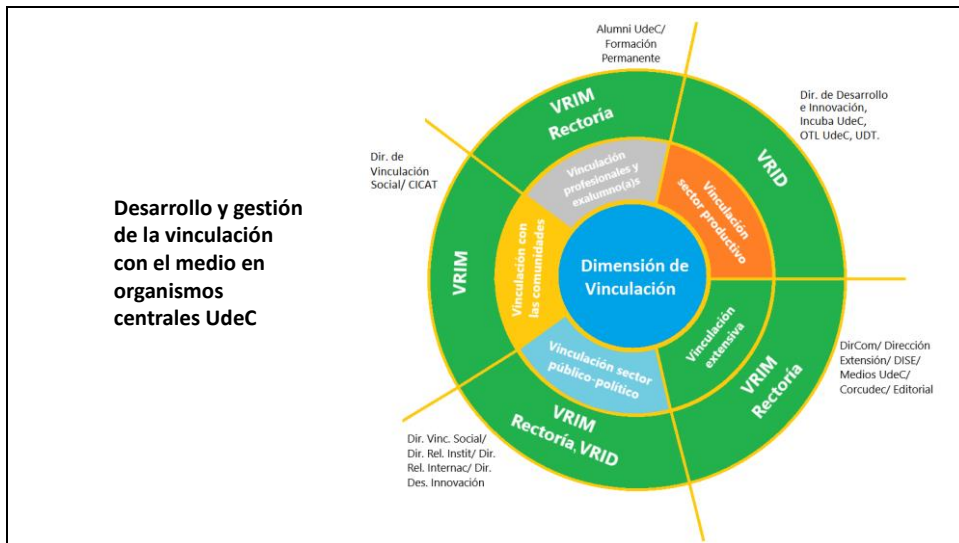 Desarrollo y gestión
de la vinculación
con el medio en
organismos
centrales UdeC
Alumni UdeC/
Formación
Permanente
Dir. de Desarrollo
e Innovación,
Incuba UdeC,
OTL UdeC, UDT.
Dir. de
Vinculación
Social/ CICAT
DirCom/ Dirección
Extensión/ DISE/
Medios UdeC/
Corcudec/ Editorial
Dir. Vinc. Social/
Dir. Rel. Instit/ Dir.
Rel. Internac/ Dir.
Des. Innovación
VRIM
Rectoría
VRID
VRIM
Rectoría
VRIM
Rectoría, VRID
VRIM
Vinculación
profesionales y
exalumno(a)s
Vinculación
sector productivo
Vinculación
extensiva
Vinculación sector
público-político
Vinculación con
las comunidades
Dimensión de
Vinculación